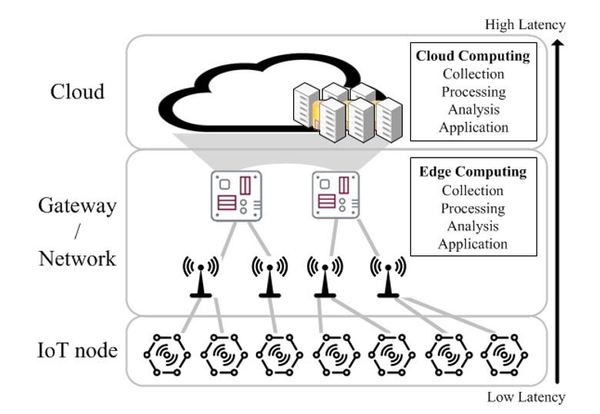 High Latency
Cloud
Cloud Computing
Collection
Processing
Analysis
Application
Gateway
/
Network
Edge Computing
Collection
Processing
Analysis
Application
IoT node
Low Latency